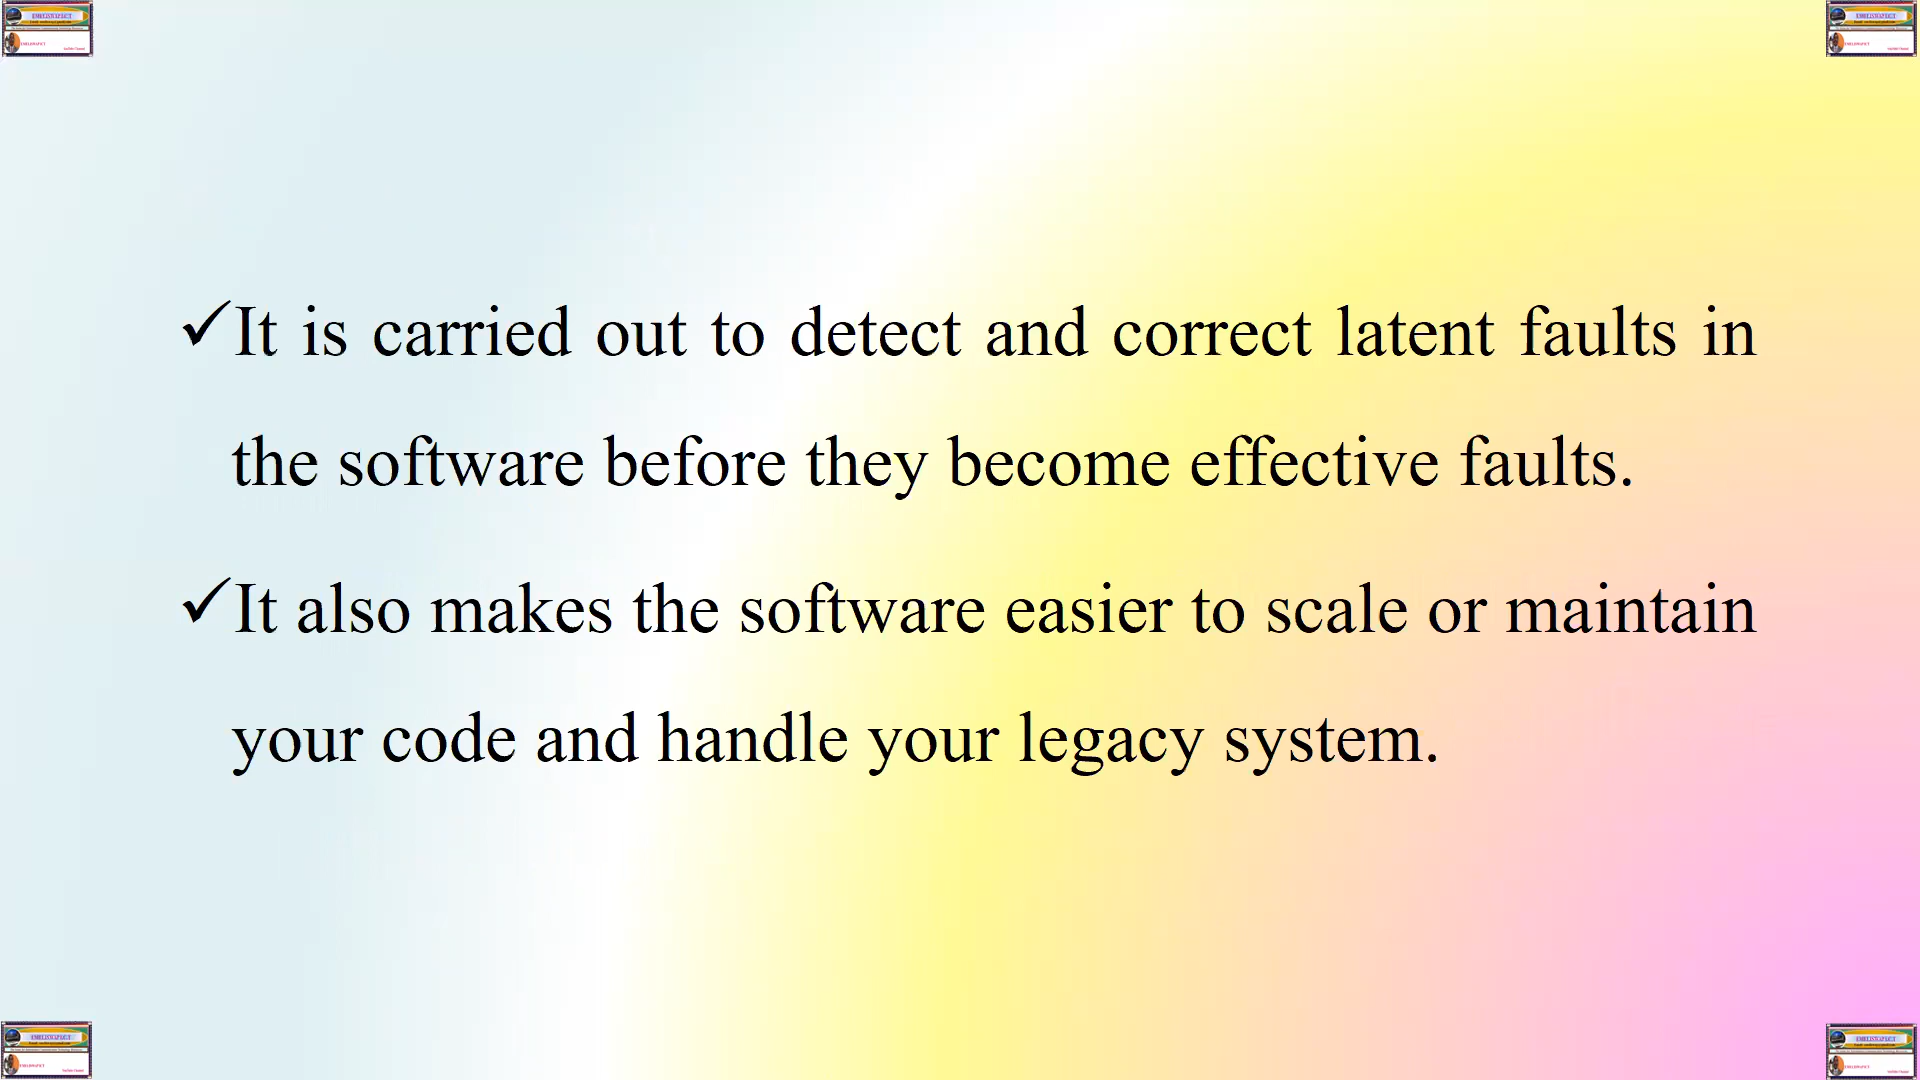 ✓It is carried out to detect and correct latent faults in
the software before they become effective faults.
✓It also makes the software easier to scale or maintain
your code and handle your legacy system.